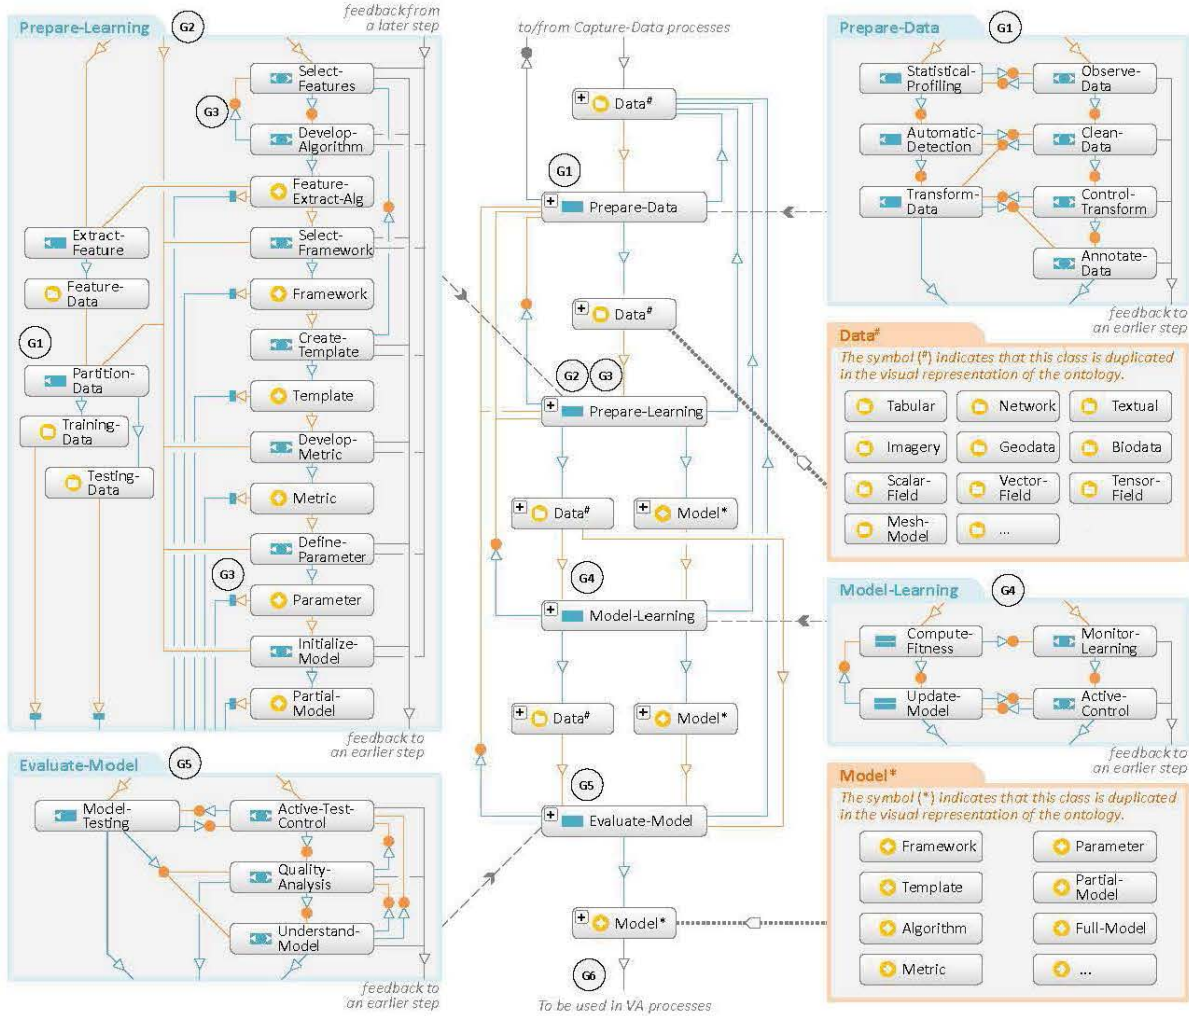 Prepare-Learning
G2
feedback from
a later step
Select-
Features
G3
Develop-
Algorithm
Feature-
Extract-Alg
Extract-
Feature
Select-
Framework
Feature-
Data
Framework
G1
Create-
Template
Partition-
Data
Template
Training-
Data
Develop-
Metric
Testing-
Data
Metric
Define-
Parameter
G3
Parameter
Initialize-
Model
Partial-
Model
feedback to
an earlier step
Evaluate-Model
G5
Model-
Testing
Active-Test-
Control
Quality-
Analysis
Understand-
Model
feedback to
an earlier step
to/from Capture-Data processes
Data#
G1
Prepare-Data
Data#
G2
G3
Prepare-Learning
Data#
Model*
G4
Model-Learning
Data#
Model*
G5
Evaluate-Model
Model*
G6
To be used in VA processes
Prepare-Data
G1
Statistical-
Profiling
Observe-
Data
Automatic-
Detection
Clean-
Data
Transform-
Data
Control-
Transform
Annotate-
Data
feedback to
an earlier step
Data#
The symbol (#) indicates that this class is duplicated
in the visual representation of the ontology.
Tabular
Network
Textual
Imagery
Geodata
Biodata
Scalar-
Field
Vector-
Field
Tensor-
Field
Mesh-
Model
...
Model-Learning
G4
Compute-
Fitness
Monitor-
Learning
Update-
Model
Active-
Control
feedback to
an earlier step
Model*
The symbol (*) indicates that this class is duplicated
in the visual representation of the ontology.
Framework
Parameter
Template
Partial-
Model
Algorithm
Full-Model
Metric
...